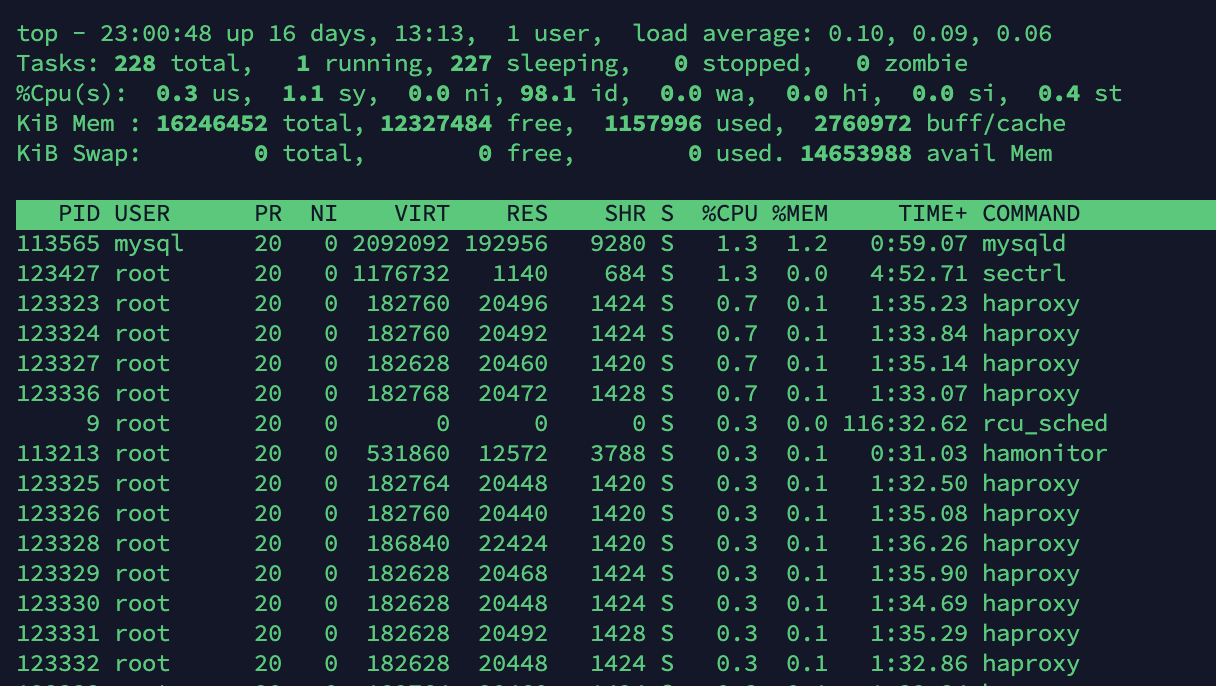 top - 23:00:48 up 16 days, 13:13,  1 user,  load average: 0.10, 0.09, 0.06
Tasks: 228 total,   1 running, 227 sleeping,   0 stopped,   0 zombie
%Cpu(s):  0.3 us,  1.1 sy,  0.0 ni, 98.1 id,  0.0 wa,  0.0 hi,  0.0 si,  0.4 st
KiB Mem : 16246452 total, 12327484 free,  1157996 used,  2760972 buff/cache
KiB Swap:        0 total,        0 free,        0 used. 14653988 avail Mem
   PID USER      PR  NI    VIRT    RES    SHR S  %CPU %MEM     TIME+ COMMAND
113565 mysql     20   0 2092092 192956   9280 S   1.3  1.2   0:59.07 mysqld
123427 root      20   0 1176732   1140    684 S   1.3  0.0   4:52.71 sectrl
123323 root      20   0  182760  20496   1424 S   0.7  0.1   1:35.23 haproxy
123324 root      20   0  182760  20492   1424 S   0.7  0.1   1:33.84 haproxy
123327 root      20   0  182628  20460   1420 S   0.7  0.1   1:35.14 haproxy
123336 root      20   0  182768  20472   1428 S   0.7  0.1   1:33.07 haproxy
     9 root      20   0       0      0      0 S   0.3  0.0 116:32.62 rcu_sched
113213 root      20   0  531860  12572   3788 S   0.3  0.1   0:31.03 hamonitor
123325 root      20   0  182764  20448   1420 S   0.3  0.1   1:32.50 haproxy
123326 root      20   0  182760  20440   1420 S   0.3  0.1   1:35.08 haproxy
123328 root      20   0  186840  22424   1420 S   0.3  0.1   1:36.26 haproxy
123329 root      20   0  182628  20468   1424 S   0.3  0.1   1:35.90 haproxy
123330 root      20   0  182628  20448   1424 S   0.3  0.1   1:34.69 haproxy
123331 root      20   0  182628  20492   1428 S   0.3  0.1   1:35.29 haproxy
123332 root      20   0  182628  20448   1424 S   0.3  0.1   1:32.86 haproxy